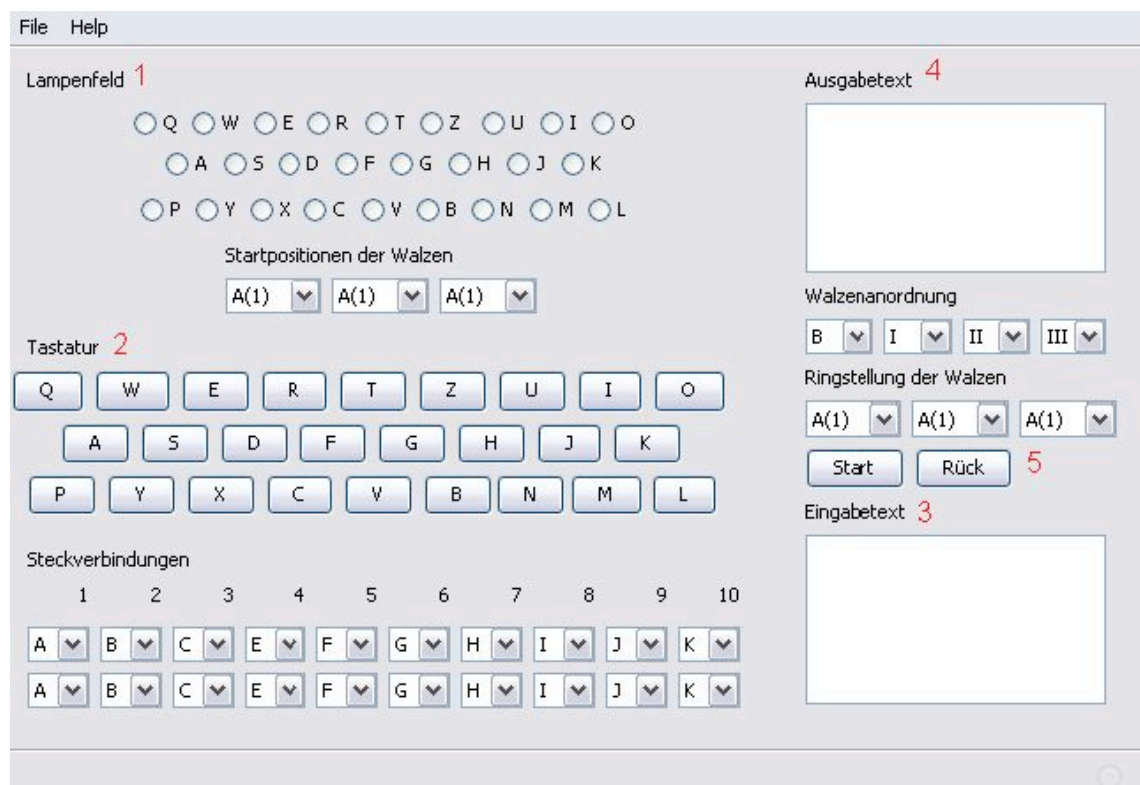 File Help
Lampenfeld 1
Q W E R T Z U I O
A S D F G H J K
P Y X C V B N M L
Startpositionen der Walzen
A(1) A(1) A(1)
Tastatur 2
Q W E R T Z U I O
A S D F G H J K
P Y X C V B N M L
Steckverbindungen
1 2 3 4 5 6 7 8 9 10
A B C E F G H I J K
A B C E F G H I J K
Ausgabetext 4
Walzenanordnung
B I II III
Ringstellung der Walzen
A(1) A(1) A(1)
Start Rück 5
Eingabetext 3